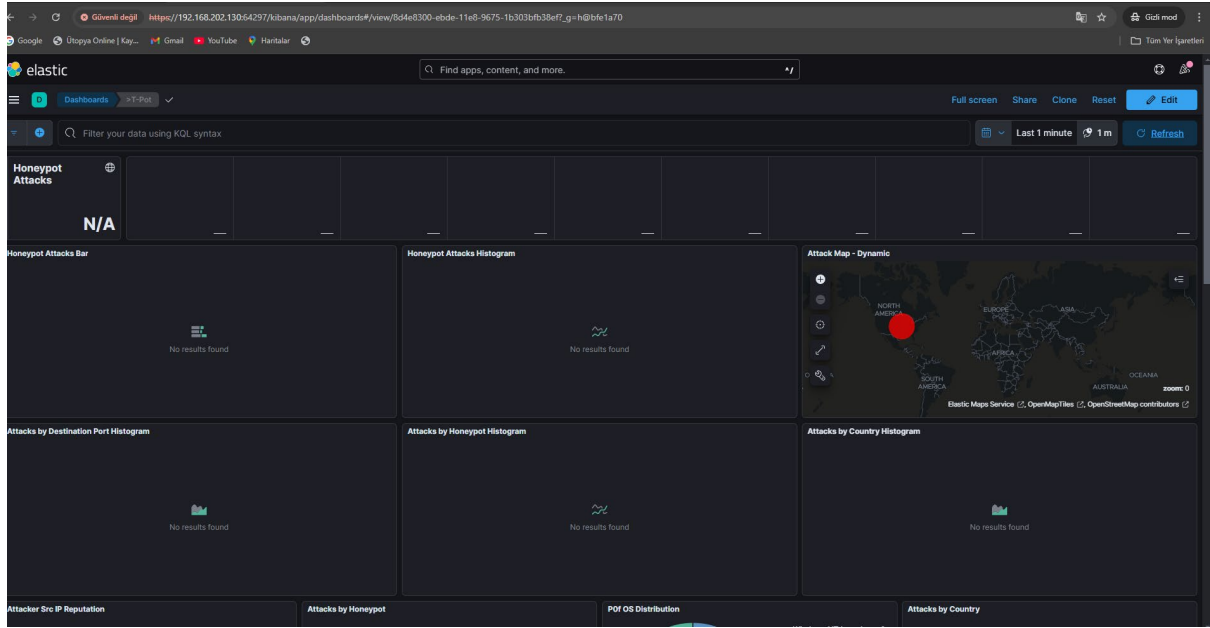 Güvenli değil https://192.168.202.130:64297/kibana/app/dashboards#/view/8d4e8300-ebde-11e8-9675-1b303bfb38ef?_g=h@bfe1a70 Gizli mod
Google Ütopya Online | Kay... Gmail YouTube Haritalar Tüm Yer İşaretleri
elastic Find apps, content, and more. ^/
D Dashboards >T-Pot Full screen Share Clone Reset Edit
Filter your data using KQL syntax Last 1 minute 1 m Refresh
Honeypot
Attacks
N/A
Honeypot Attacks Bar Honeypot Attacks Histogram Attack Map - Dynamic
NORTH
AMERICA
EUROPE ASIA
AFRICA
SOUTH
AMERICA
OCEANIA
AUSTRALIA
zoom: 0
Elastic Maps Service, OpenMapTiles, OpenStreetMap contributors
No results found No results found
Attacks by Destination Port Histogram Attacks by Honeypot Histogram Attacks by Country Histogram
No results found No results found No results found
Attacker Src IP Reputation Attacks by Honeypot P0f OS Distribution Attacks by Country